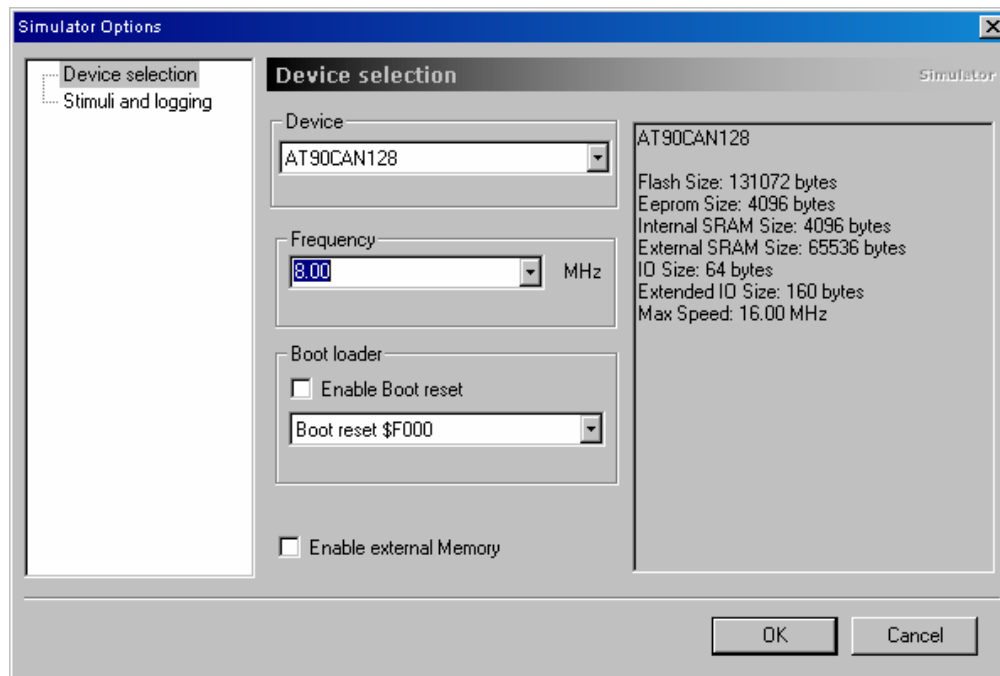 Simulator Options
Device selection
Stimuli and logging
Device selection
Simulator
Device
AT90CAN128
Frequency
8.00
MHz
Boot loader
Enable Boot reset
Boot reset $F000
Enable external Memory
AT90CAN128
Flash Size: 131072 bytes
Eeprom Size: 4096 bytes
Internal SRAM Size: 4096 bytes
External SRAM Size: 65536 bytes
IO Size: 64 bytes
Extended IO Size: 160 bytes
Max Speed: 16.00 MHz
OK
Cancel